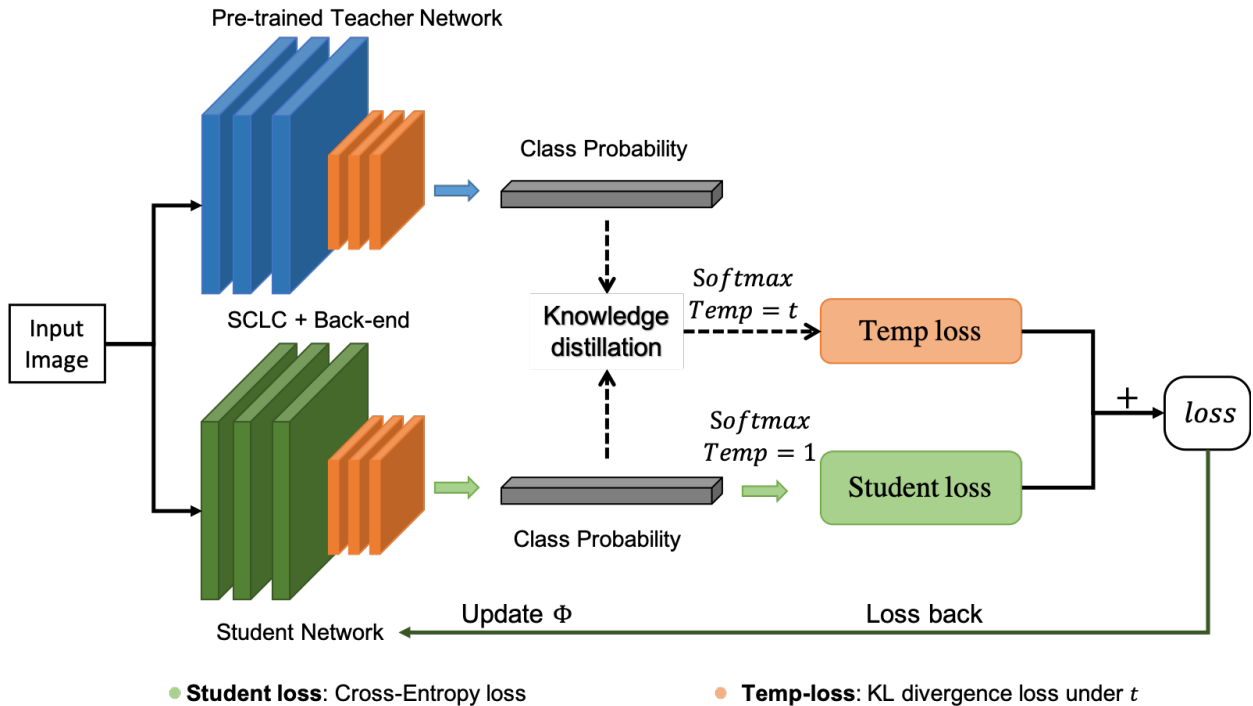 Pre-trained Teacher Network
Class Probability
Softmax
Temp = t
Input
Image
SCLC + Back-end
Knowledge
distillation
Temp loss
+
loss
Softmax
Temp = 1
Student loss
Class Probability
Update Φ
Loss back
Student Network
Student loss: Cross-Entropy loss
Temp-loss: KL divergence loss under t